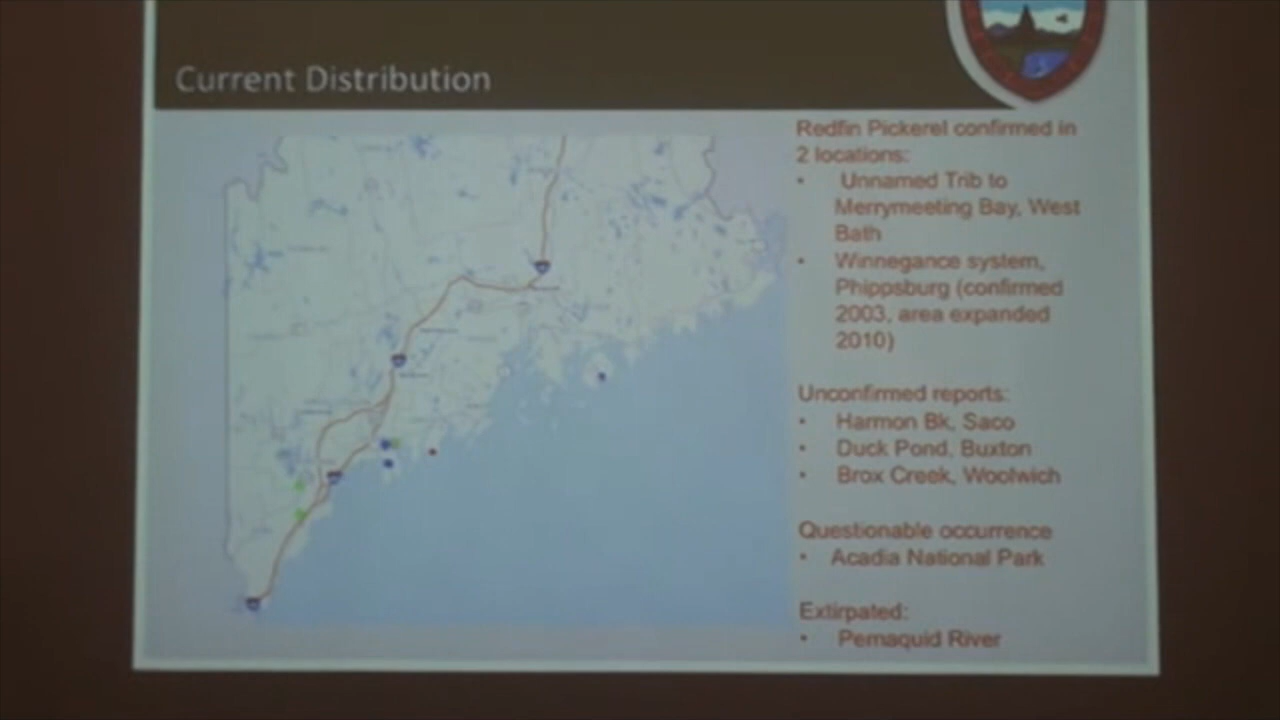 Current Distribution
Redfin Pickerel confirmed in
2 locations:
• Unnamed Trib to
Merrymeeting Bay, West
Bath
• Winnegance system,
Phippsburg (confirmed
2003, area expanded
2010)
Unconfirmed reports:
• Harmon Bk, Saco
• Duck Pond, Buxton
• Brox Creek, Woolwich
Questionable occurrence
• Acadia National Park
Extirpated:
• Pemaquid River